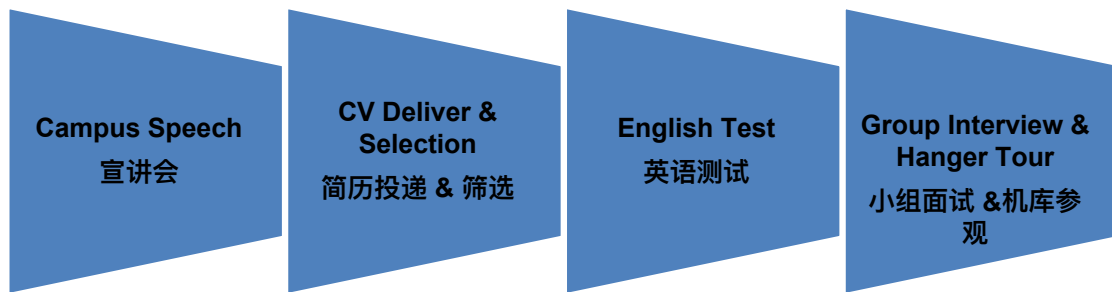 Campus Speech
宣讲会
CV Deliver &
Selection
简历投递 & 筛选
English Test
英语测试
Group Interview &
Hanger Tour
小组面试 &机库参
观